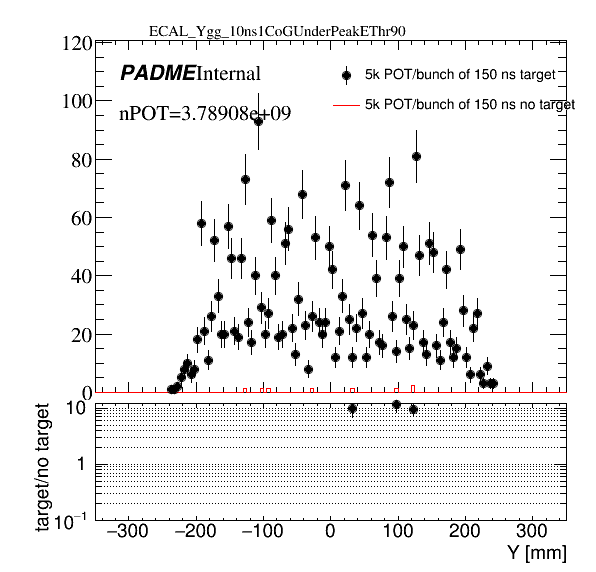 ECAL_Ygg_10ns1CoGUnderPeakEThr90
120
PADME Internal
5k POT/bunch of 150 ns target
100
nPOT=3.78908e+09
5k POT/bunch of 150 ns no target
80
60
40
20
0
target/no target
10
1
10⁻¹
−300 −200 −100 0 100 200 300
Y [mm]